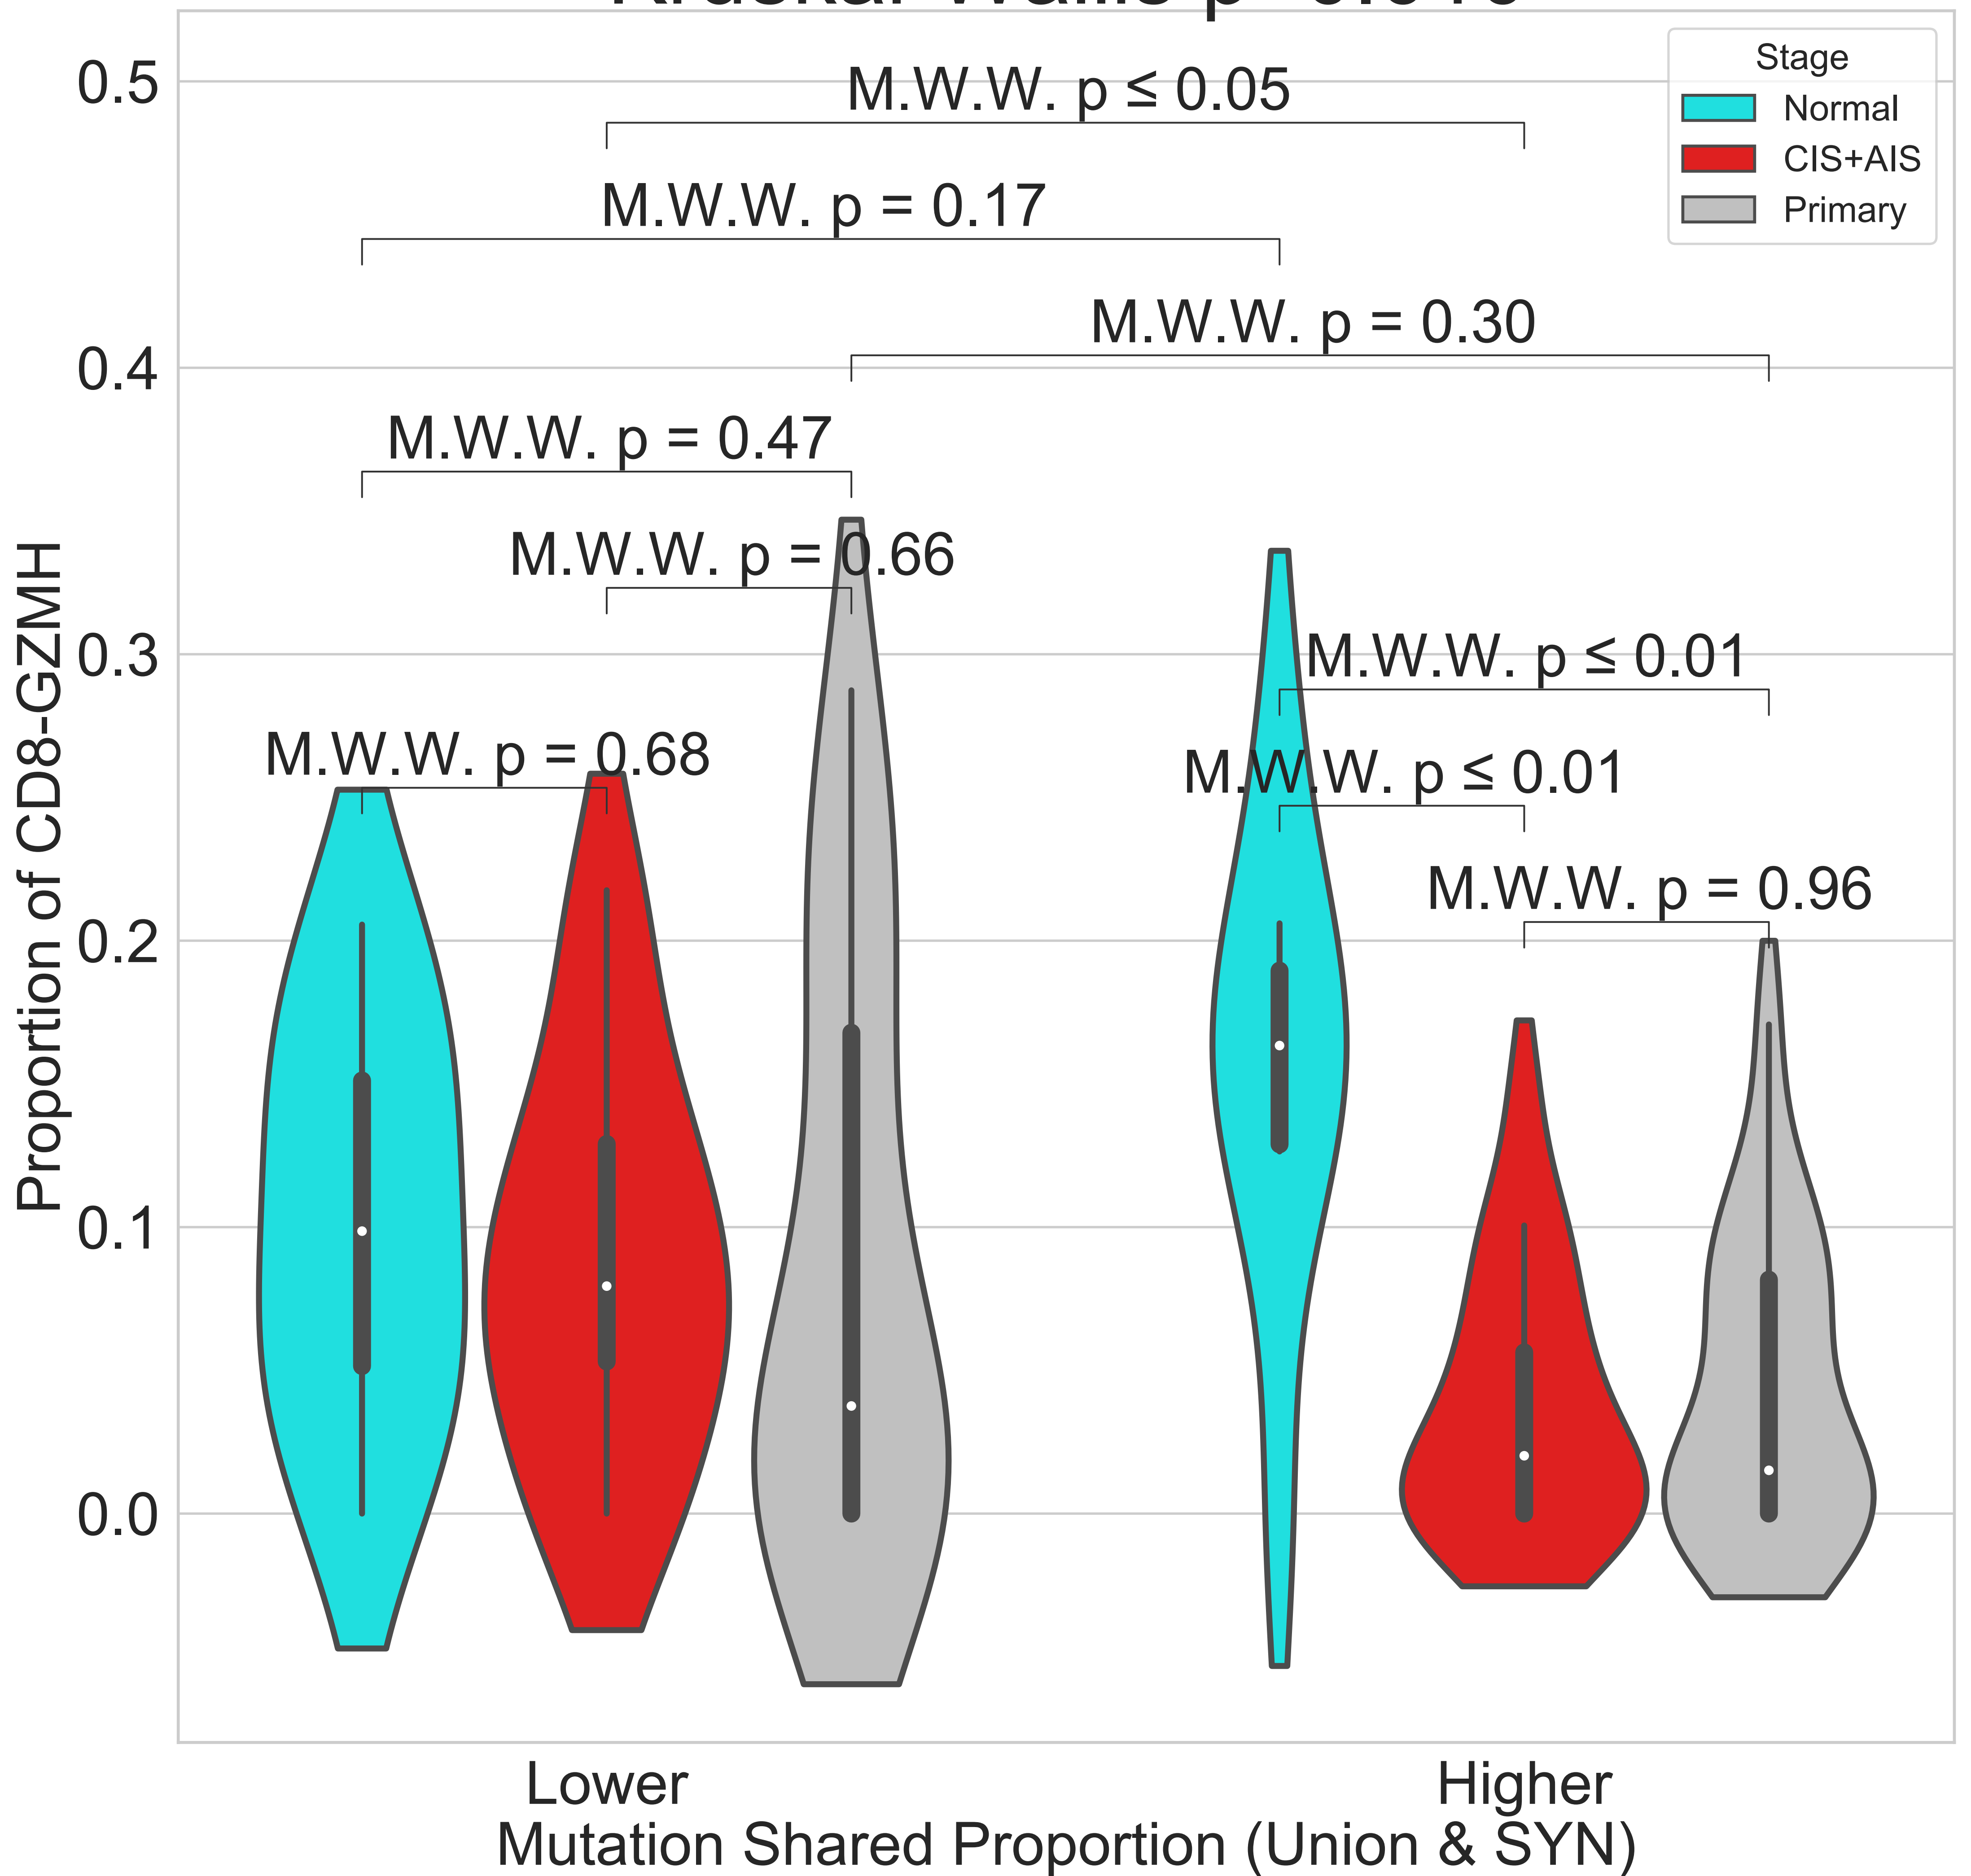 0.5
0.4
0.3
0.2
0.1
0.0
Proportion of CD8-GZMH
Stage
Normal
CIS+AIS
Primary
M.W.W. p ≤ 0.05
M.W.W. p = 0.17
M.W.W. p = 0.30
M.W.W. p = 0.47
M.W.W. p = 0.66
M.W.W. p ≤ 0.01
M.W.W. p = 0.68
M.W.W. p ≤ 0.01
M.W.W. p = 0.96
Lower
Higher
Mutation Shared Proportion (Union & SYN)